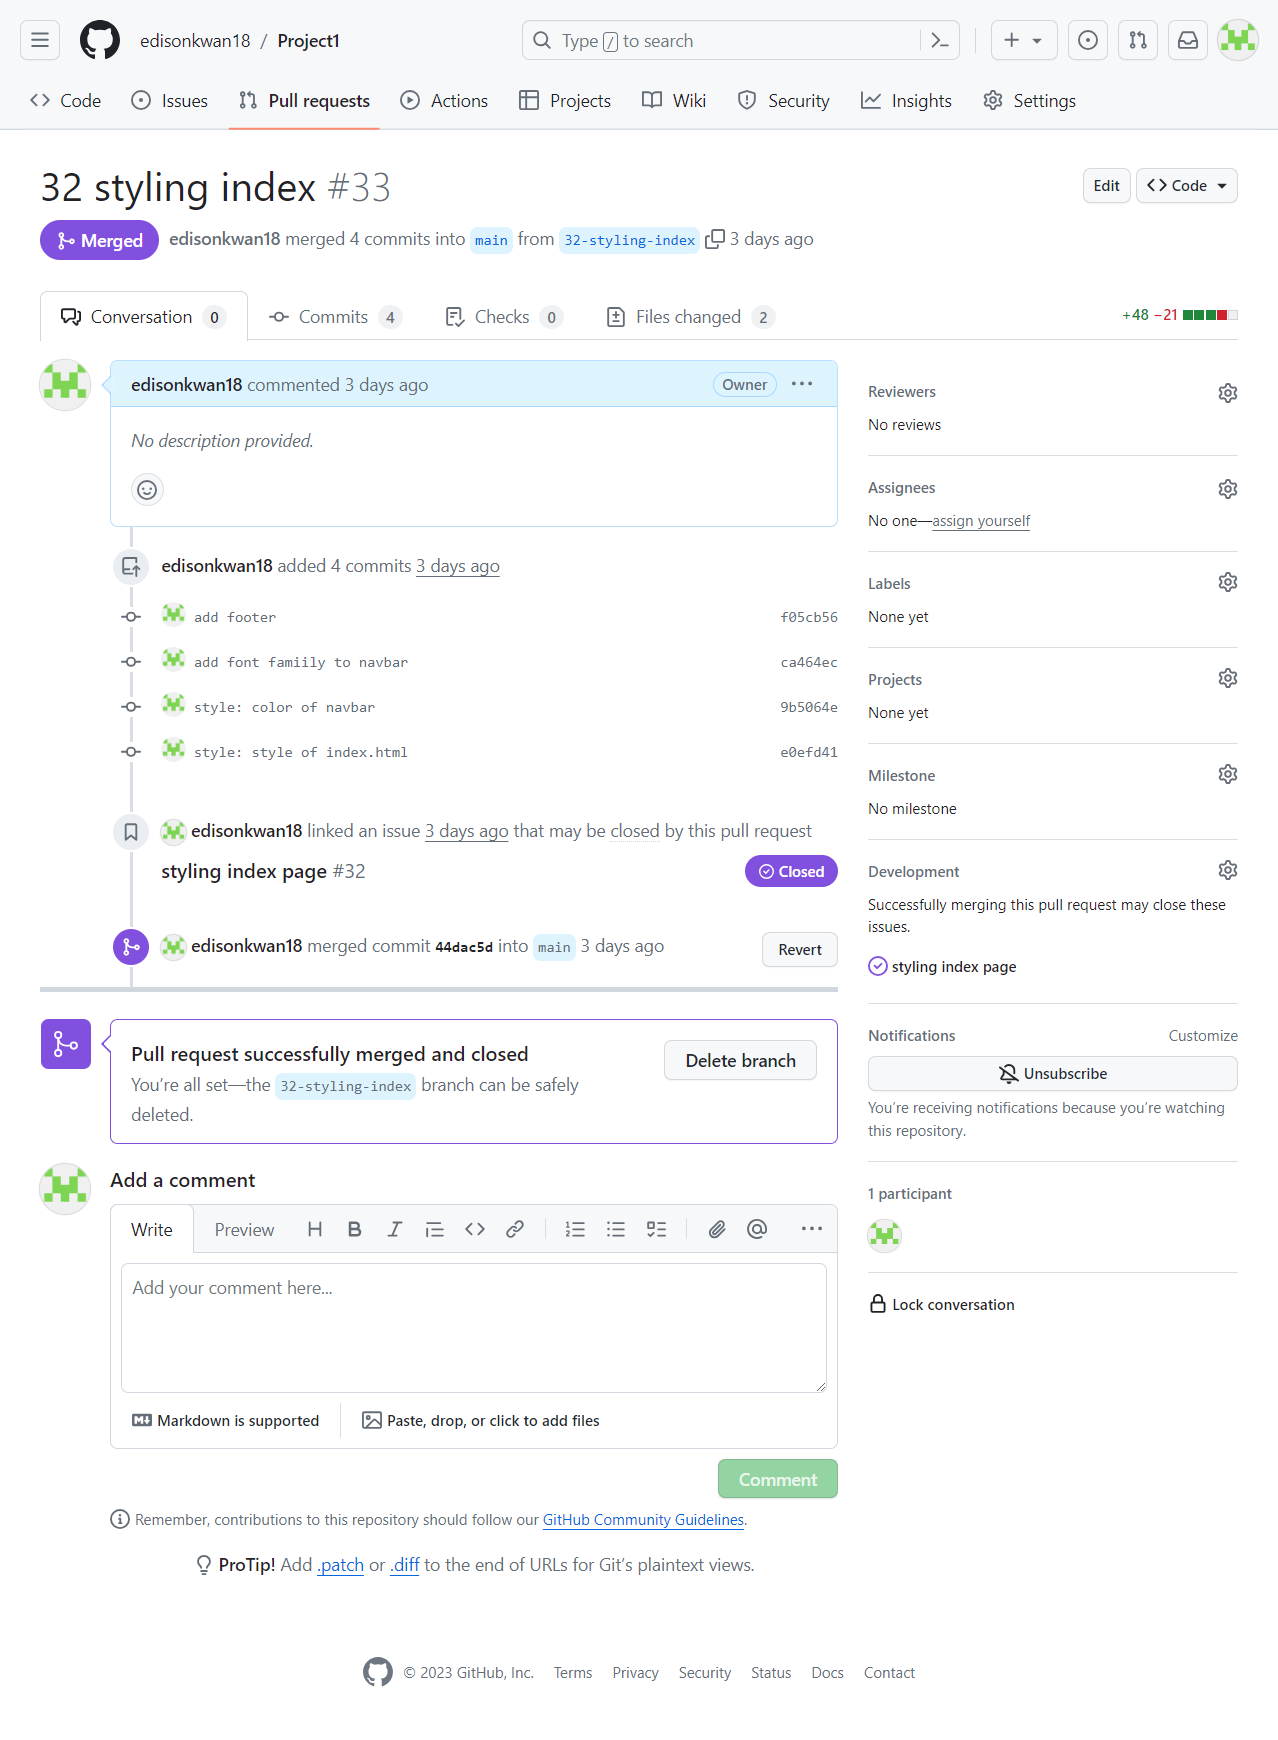 edisonkwan18 / Project1
Type / to search
Code Issues Pull requests Actions Projects Wiki Security Insights Settings
32 styling index #33
Edit Code
Merged edisonkwan18 merged 4 commits into main from 32-styling-index 3 days ago
Conversation 0 Commits 4 Checks 0 Files changed 2 +48 −21
edisonkwan18 commented 3 days ago Owner
No description provided.
edisonkwan18 added 4 commits 3 days ago
add footer f05cb56
add font famiily to navbar ca464ec
style: color of navbar 9b5064e
style: style of index.html e0efd41
edisonkwan18 linked an issue 3 days ago that may be closed by this pull request
styling index page #32 Closed
edisonkwan18 merged commit 44dac5d into main 3 days ago Revert
Pull request successfully merged and closed
You're all set—the 32-styling-index branch can be safely
deleted.
Delete branch
Add a comment
Write Preview
Add your comment here...
Markdown is supported Paste, drop, or click to add files
Comment
Remember, contributions to this repository should follow our GitHub Community Guidelines.
ProTip! Add .patch or .diff to the end of URLs for Git's plaintext views.
Reviewers
No reviews
Assignees
No one—assign yourself
Labels
None yet
Projects
None yet
Milestone
No milestone
Development
Successfully merging this pull request may close these
issues.
styling index page
Notifications Customize
Unsubscribe
You're receiving notifications because you're watching
this repository.
1 participant
Lock conversation
© 2023 GitHub, Inc. Terms Privacy Security Status Docs Contact